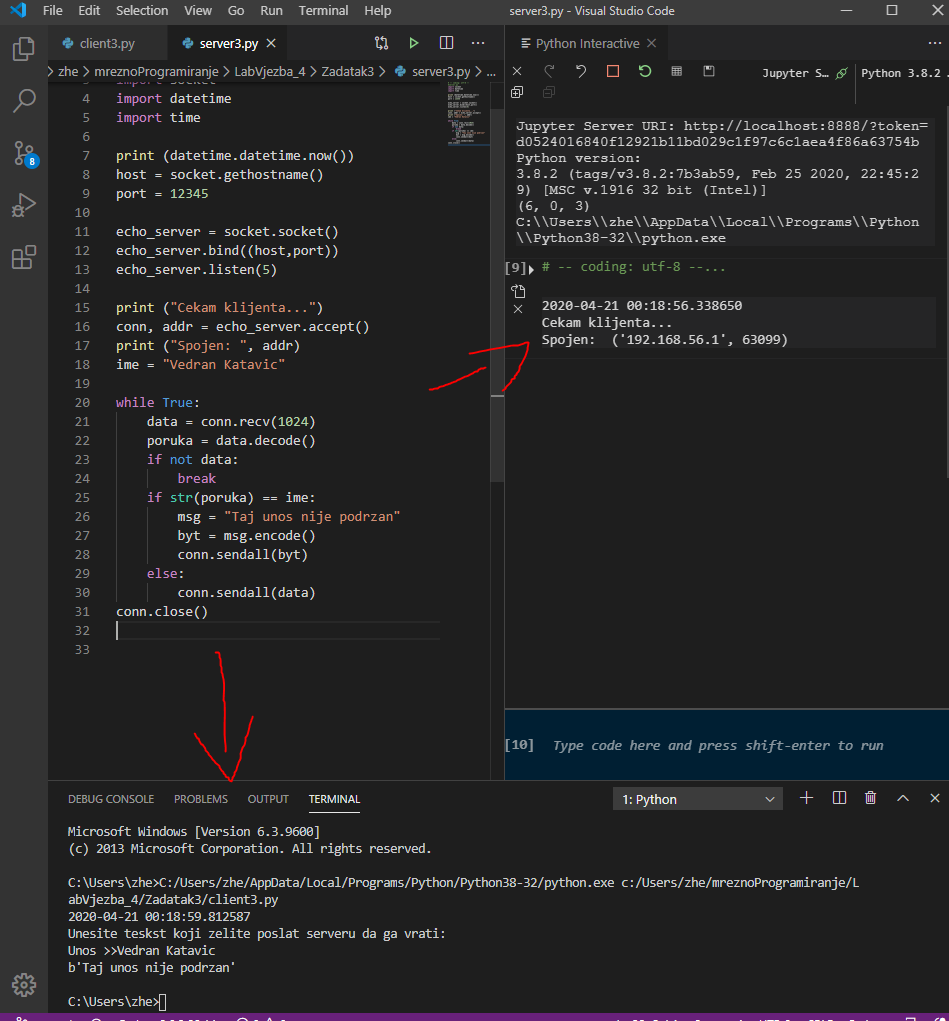 File Edit Selection View Go Run Terminal Help server3.py - Visual Studio Code
client3.py server3.py
zhe > mreznoProgramiranje > LabVjezba_4 > Zadatak3 > server3.py > ...
import socket
4 import datetime
5 import time
6
7 print (datetime.datetime.now())
8 host = socket.gethostname()
9 port = 12345
10
11 echo_server = socket.socket()
12 echo_server.bind((host,port))
13 echo_server.listen(5)
14
15 print ("Cekam klijenta...")
16 conn, addr = echo_server.accept()
17 print ("Spojen: ", addr)
18 ime = "Vedran Katavic"
19
20 while True:
21 data = conn.recv(1024)
22 poruka = data.decode()
23 if not data:
24 break
25 if str(poruka) == ime:
26 msg = "Taj unos nije podrzan"
27 byt = msg.encode()
28 conn.sendall(byt)
29 else:
30 conn.sendall(data)
31 conn.close()
32
33
8
Python Interactive
Jupyter S... Python 3.8.2
Jupyter Server URI: http://localhost:8888/?token=
d0524016840f12921b11bd029c1f97c6c1aea4f86a63754b
Python version:
3.8.2 (tags/v3.8.2:7b3ab59, Feb 25 2020, 22:45:2
9) [MSC v.1916 32 bit (Intel)]
(6, 0, 3)
C:\\Users\\zhe\\AppData\\Local\\Programs\\Python
\\Python38-32\\python.exe
[9] # -- coding: utf-8 --...
2020-04-21 00:18:56.338650
Cekam klijenta...
Spojen: ('192.168.56.1', 63099)
[10] Type code here and press shift-enter to run
DEBUG CONSOLE PROBLEMS OUTPUT TERMINAL 1: Python
Microsoft Windows [Version 6.3.9600]
(c) 2013 Microsoft Corporation. All rights reserved.
C:\Users\zhe>C:/Users/zhe/AppData/Local/Programs/Python/Python38-32/python.exe c:/Users/zhe/mreznoProgramiranje/L
abVjezba_4/Zadatak3/client3.py
2020-04-21 00:18:59.812587
Unesite teskst koji zelite poslat serveru da ga vrati:
Unos >>Vedran Katavic
b'Taj unos nije podrzan'
C:\Users\zhe>